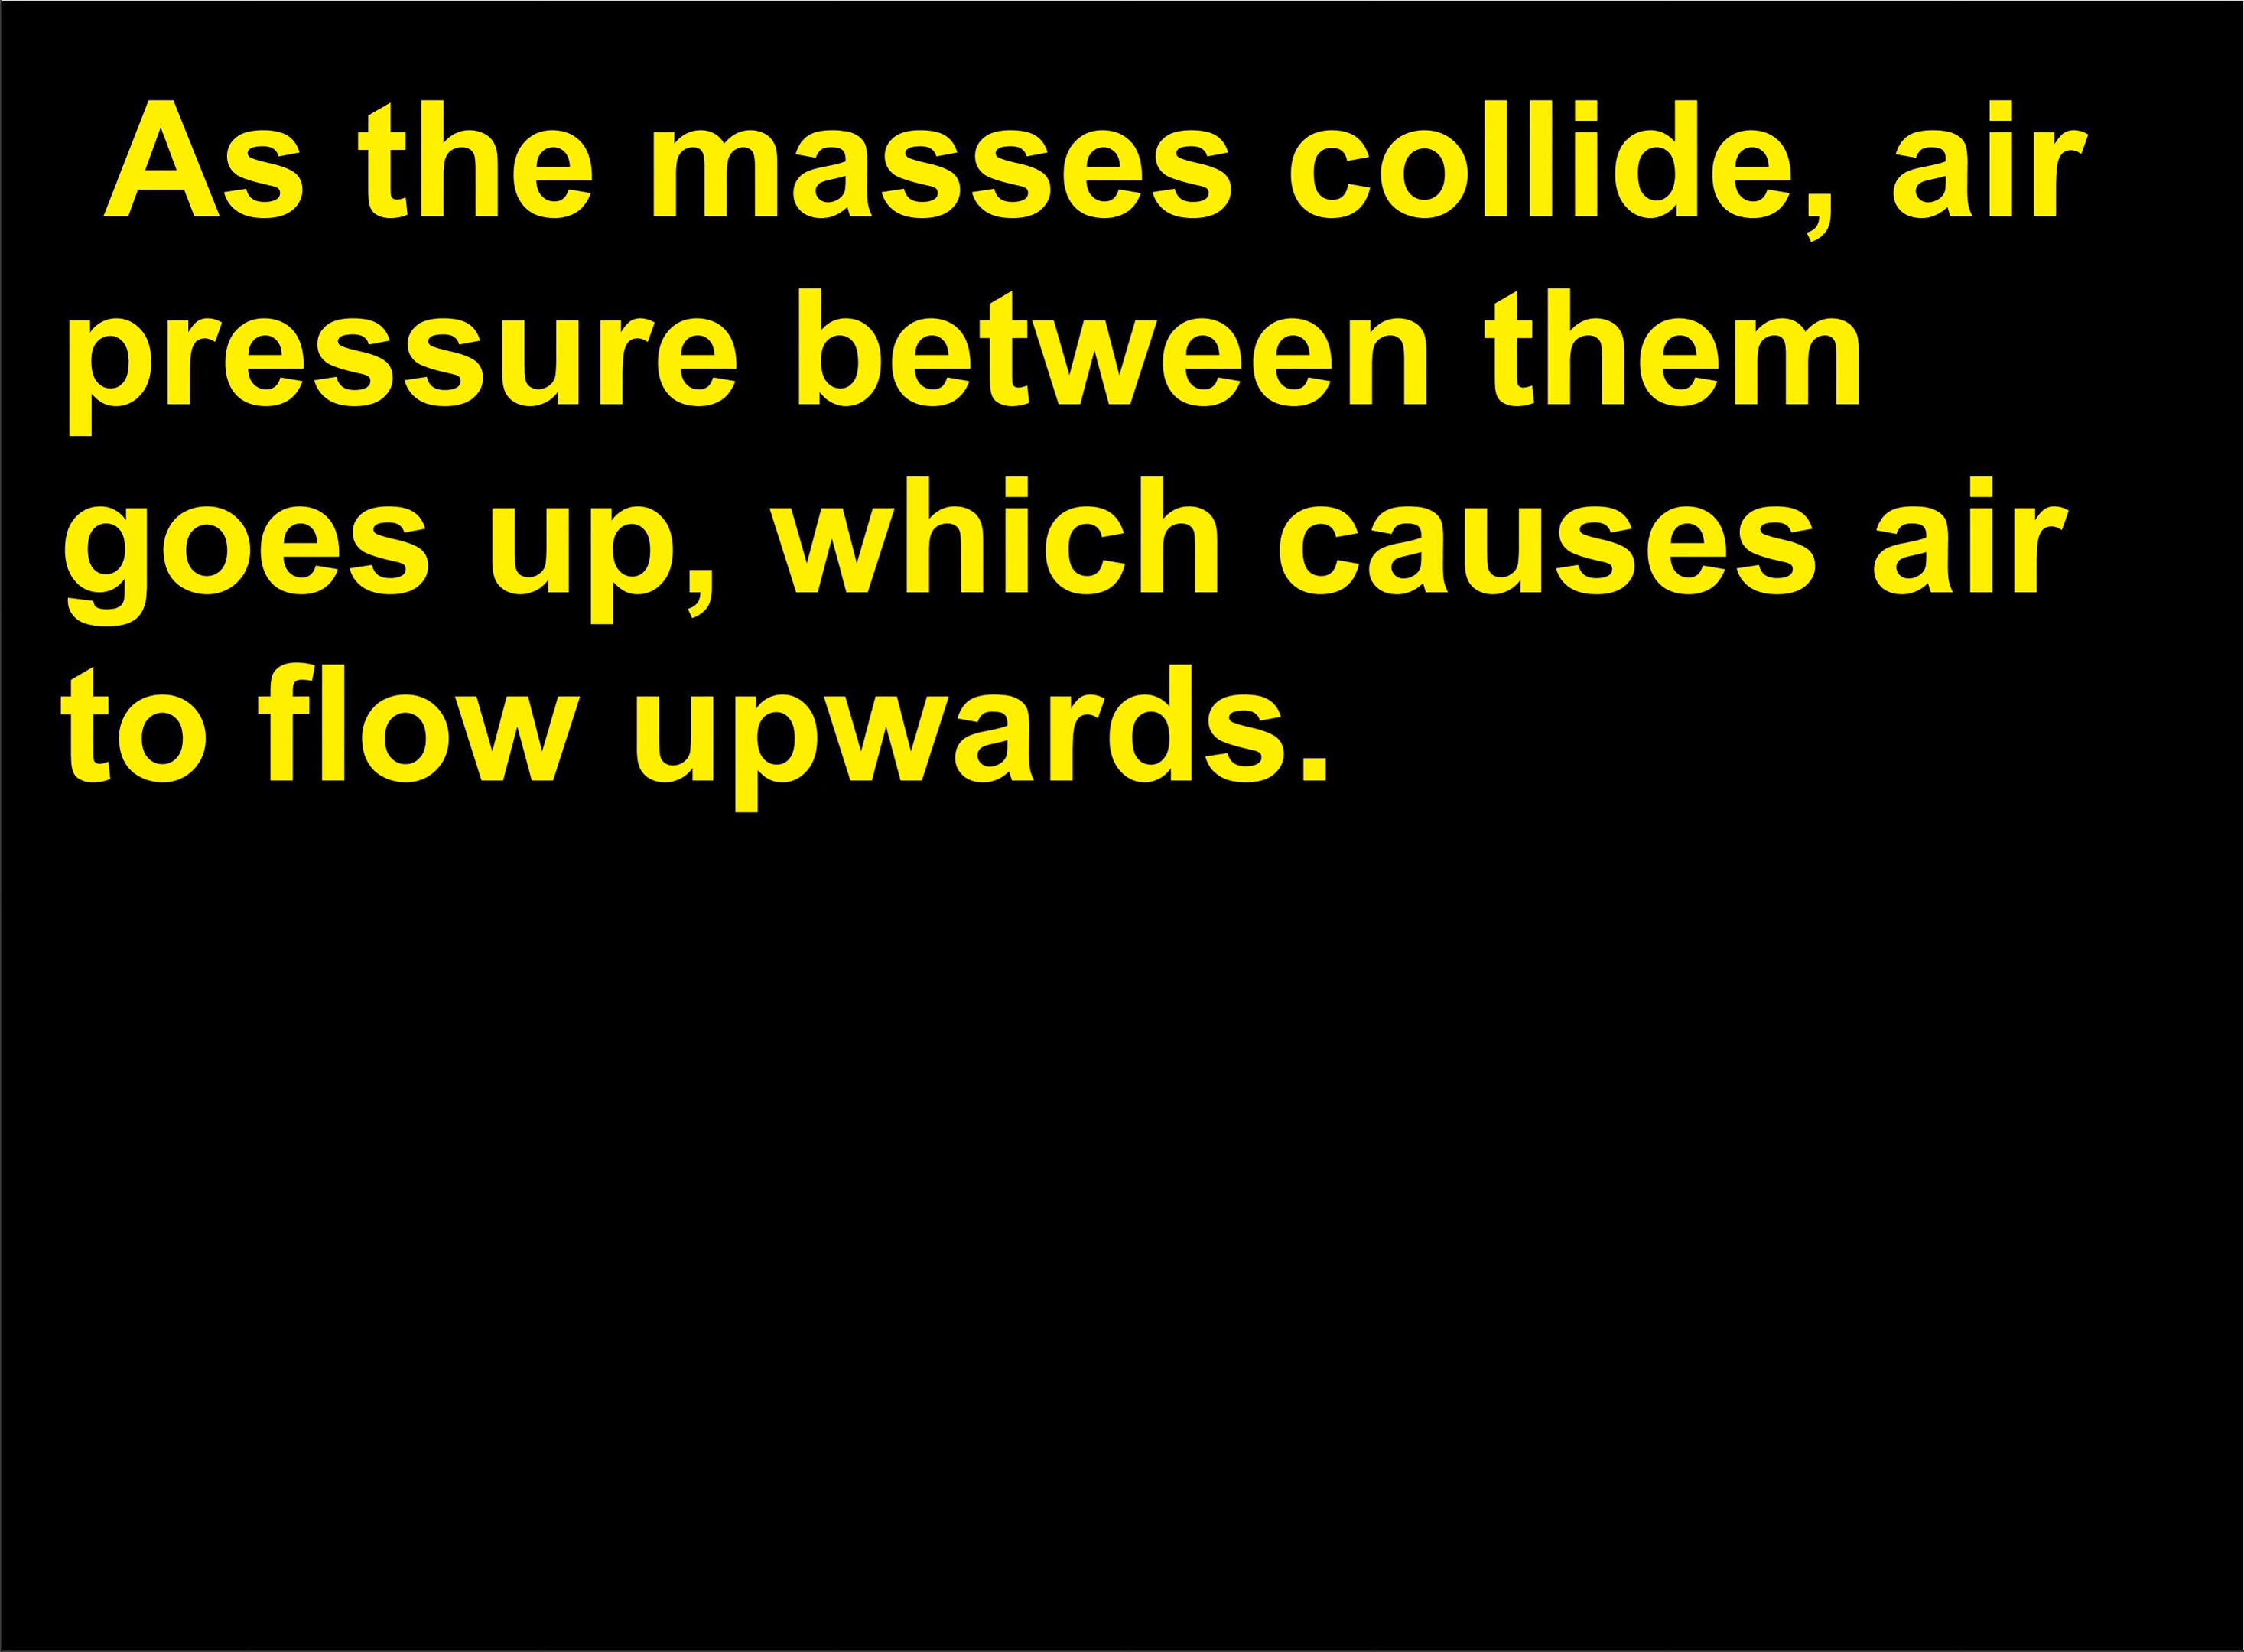 As the masses collide, air
pressure between them
goes up, which causes air
to flow upwards.